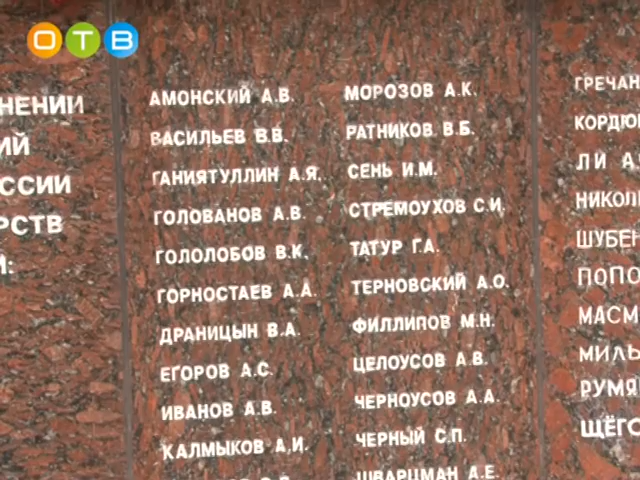 ОТВ
НЕНИИ
ИЙ
ССИИ
РСТВ
И:
АМОНСКИЙ А.В.
ВАСИЛЬЕВ В.В.
ГАНИЯТУЛЛИН А.Я.
ГОЛОВАНОВ А.В.
ГОЛОЛОБОВ В.К.
ГОРНОСТАЕВ А.А.
ДРАНИЦЫН В.А.
ЕГОРОВ А.С.
ИВАНОВ А.В.
КАЛМЫКОВ А.И.
МОРОЗОВ А.К.
РАТНИКОВ В.Б.
СЕНЬ И.М.
СТРЕМОУХОВ С.И.
ТАТУР Г.А.
ТЕРНОВСКИЙ А.О.
ФИЛЛИПОВ М.Н.
ЦЕЛОУСОВ А.В.
ЧЕРНОУСОВ А.А.
ЧЕРНЫЙ С.П.
ШВАРЦМАН А.Е.
ГРЕЧАН
КОРДЮ
ЛИ А.
НИКОЛ
ШУБЕН
ПОПО
МАСМ
МИЛЬ
РУМЯ
ЩЁГО